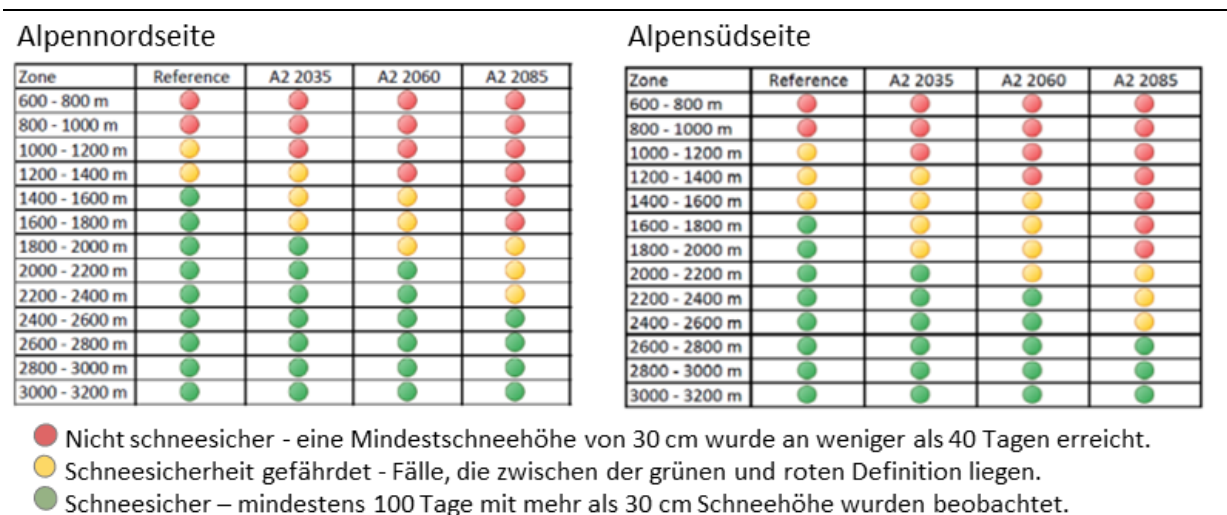 Alpennordseite
Zone Reference A2 2035 A2 2060 A2 2085
600 - 800 m
800 - 1000 m
1000 - 1200 m
1200 - 1400 m
1400 - 1600 m
1600 - 1800 m
1800 - 2000 m
2000 - 2200 m
2200 - 2400 m
2400 - 2600 m
2600 - 2800 m
2800 - 3000 m
3000 - 3200 m
Alpensüdseite
Zone Reference A2 2035 A2 2060 A2 2085
600 - 800 m
800 - 1000 m
1000 - 1200 m
1200 - 1400 m
1400 - 1600 m
1600 - 1800 m
1800 - 2000 m
2000 - 2200 m
2200 - 2400 m
2400 - 2600 m
2600 - 2800 m
2800 - 3000 m
3000 - 3200 m
Nicht schneesicher - eine Mindestschneehöhe von 30 cm wurde an weniger als 40 Tagen erreicht.
Schneesicherheit gefährdet - Fälle, die zwischen der grünen und roten Definition liegen.
Schneesicher – mindestens 100 Tage mit mehr als 30 cm Schneehöhe wurden beobachtet.